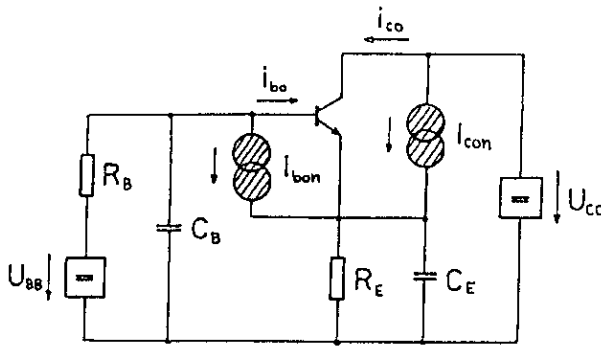 i_co
i_bo
I_con
I_bon
R_B
C_B
U_CC
U_BB
R_E
C_E